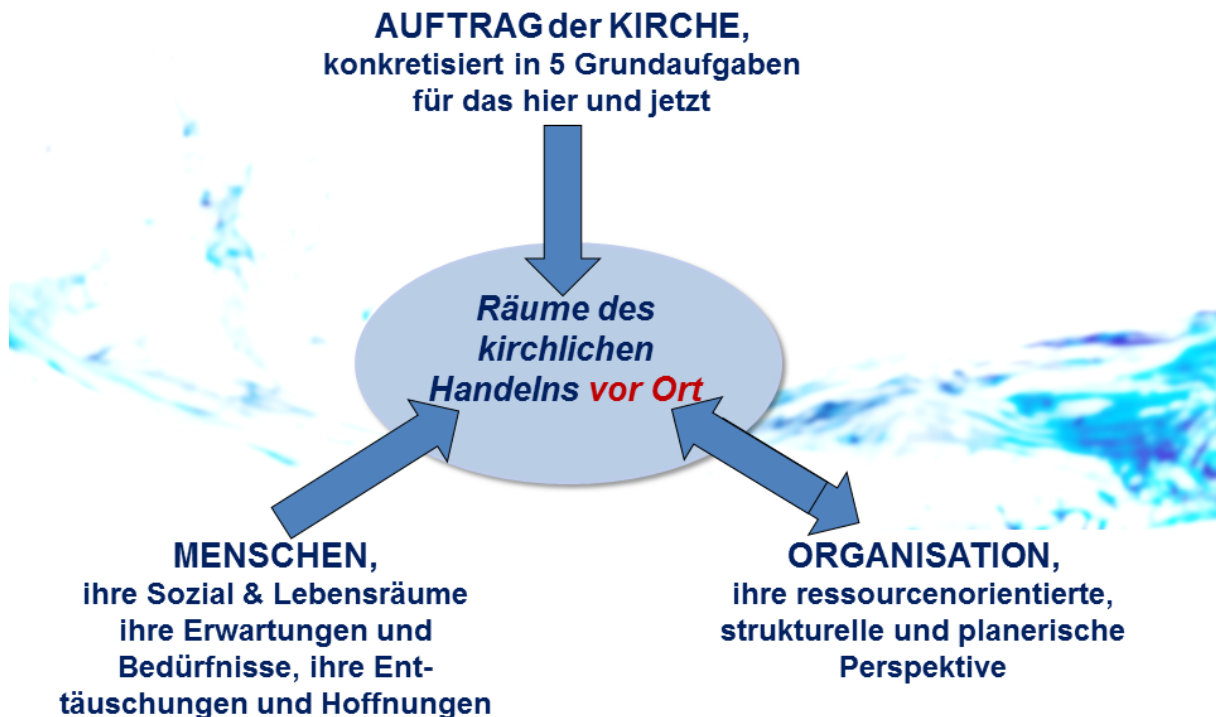 AUFTRAG der KIRCHE,
konkretisiert in 5 Grundaufgaben
für das hier und jetzt
Räume des
kirchlichen
Handelns vor Ort
MENSCHEN,
ihre Sozial & Lebensräume
ihre Erwartungen und
Bedürfnisse, ihre Ent-
täuschungen und Hoffnungen
ORGANISATION,
ihre ressourcenorientierte,
strukturelle und planerische
Perspektive